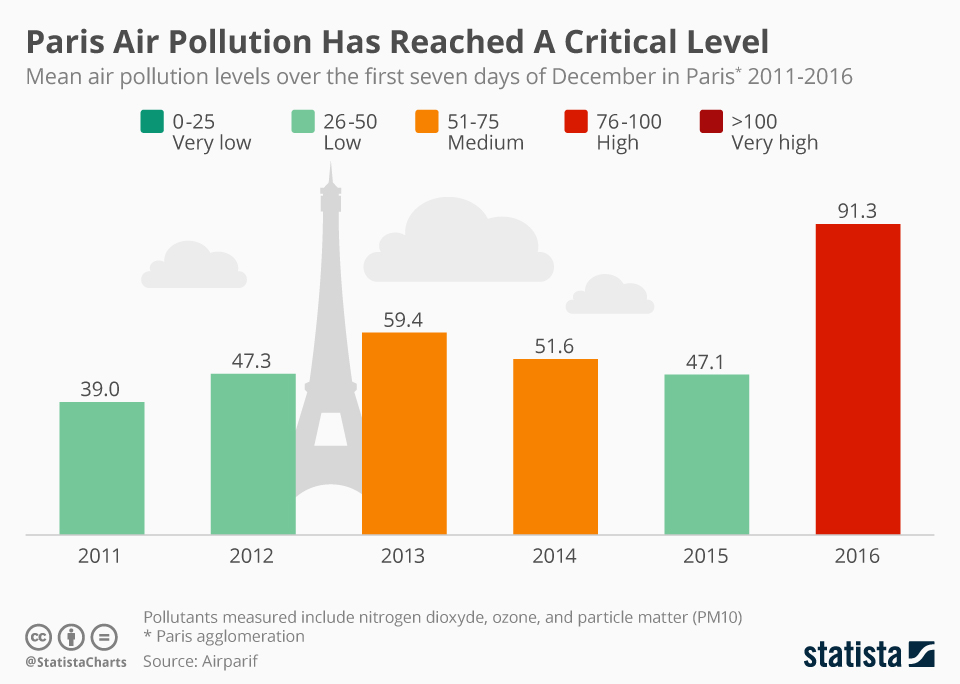 Paris Air Pollution Has Reached A Critical Level
Mean air pollution levels over the first seven days of December in Paris* 2011-2016
0-25
Very low
26-50
Low
51-75
Medium
76-100
High
>100
Very high
39.0
47.3
59.4
51.6
47.1
91.3
2011
2012
2013
2014
2015
2016
Pollutants measured include nitrogen dioxyde, ozone, and particle matter (PM10)
* Paris agglomeration
Source: Airparif
cc
@StatistaCharts
statista